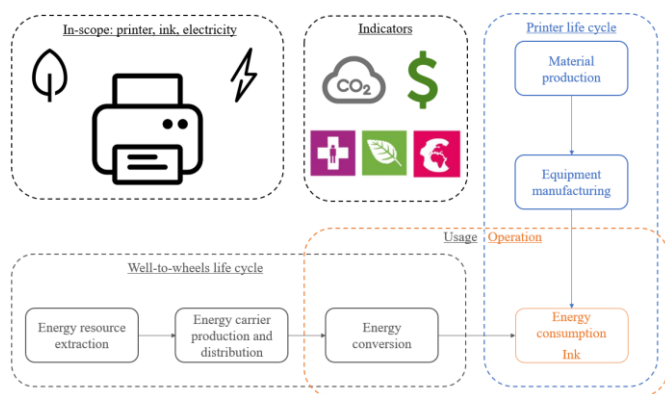 In-scope: printer, ink, electricity
Indicators
CO2
$
Printer life cycle
Material
production
Equipment
manufacturing
Usage
Operation
Well-to-wheels life cycle
Energy resource
extraction
Energy carrier
production and
distribution
Energy
conversion
Energy
consumption
Ink